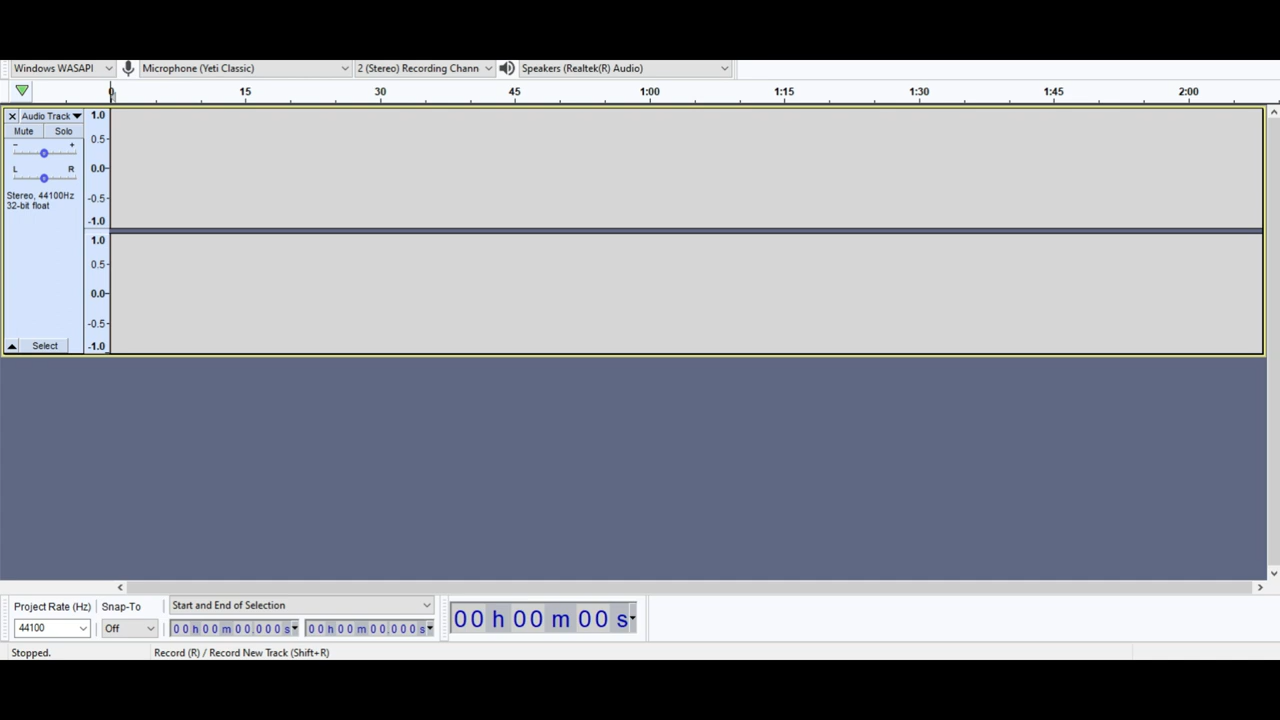 Windows WASAPI Microphone (Yeti Classic) 2 (Stereo) Recording Chann Speakers (Realtek(R) Audio)
0 15 30 45 1:00 1:15 1:30 1:45 2:00
Audio Track 1.0
Mute Solo
- + 0.5
L R 0.0
Stereo, 44100Hz -0.5
32-bit float
-1.0
1.0
0.5
0.0
-0.5
Select -1.0
Project Rate (Hz) Snap-To Start and End of Selection
44100 Off 00h00m00.000s 00h00m00.000s 00h00m00s
Stopped. Record (R) / Record New Track (Shift+R)